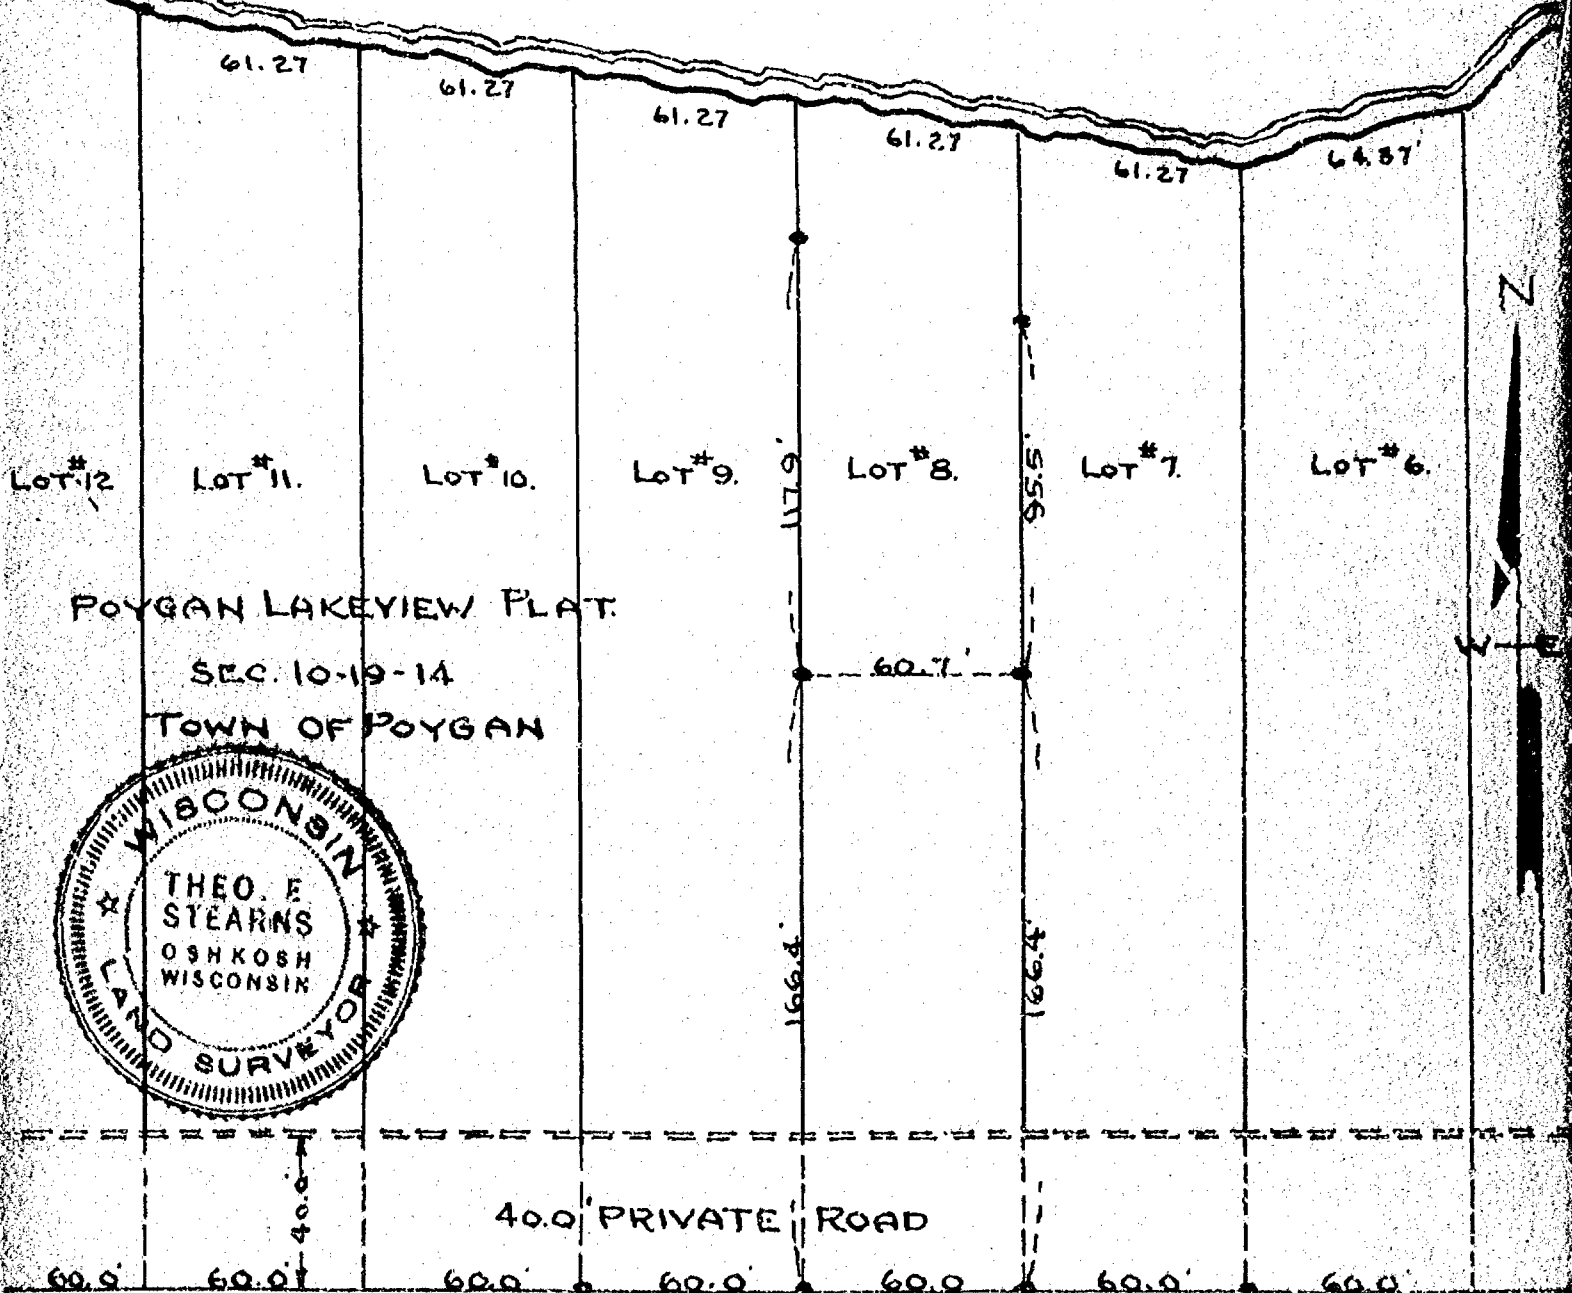 61.27
61.27
61.27
61.27
61.27
64.87'
N
LOT #12
LOT #11.
LOT #10.
LOT #9.
117.9'
LOT #8.
95.5'
LOT #7.
LOT #6.
POYGAN LAKEVIEW PLAT.
SEC. 10-19-14
TOWN OF POYGAN
W E
60.7'
WISCONSIN
THEO. E
STEARNS
OSHKOSH
WISCONSIN
LAND SURVEYOR
166.4'
166.4'
40.0'
40.0' PRIVATE ROAD
60.0'
60.0'
60.0'
60.0'
60.0
60.0'
60.0'